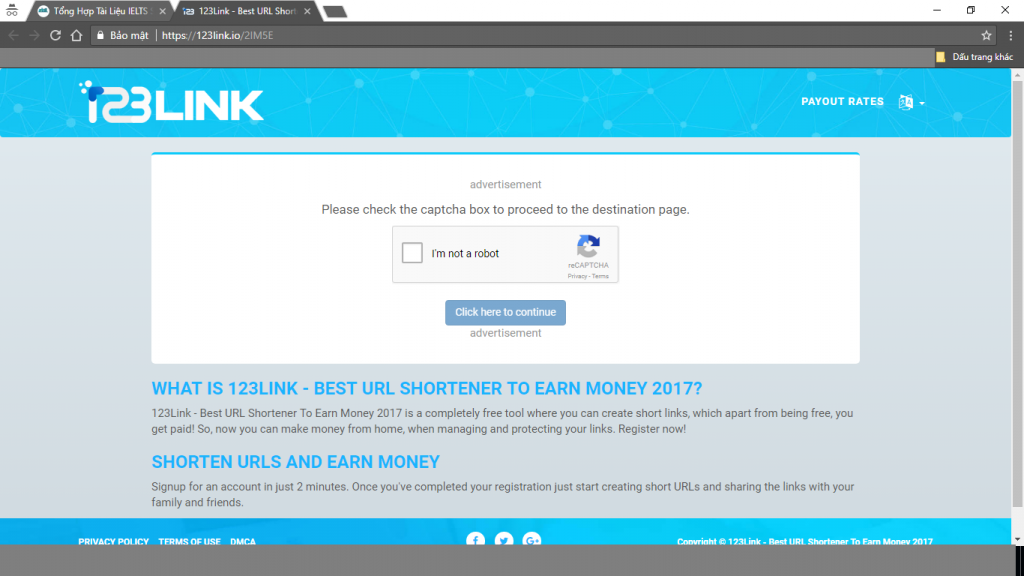 Tổng Hợp Tài Liệu IELTS
123Link - Best URL Short
Bảo mật
https://123link.io/2IM5E
Dấu trang khác
123LINK
PAYOUT RATES
advertisement
Please check the captcha box to proceed to the destination page.
I'm not a robot
reCAPTCHA
Privacy - Terms
Click here to continue
advertisement
WHAT IS 123LINK - BEST URL SHORTENER TO EARN MONEY 2017?
123Link - Best URL Shortener To Earn Money 2017 is a completely free tool where you can create short links, which apart from being free, you
get paid! So, now you can make money from home, when managing and protecting your links. Register now!
SHORTEN URLS AND EARN MONEY
Signup for an account in just 2 minutes. Once you've completed your registration just start creating short URLs and sharing the links with your
family and friends.
PRIVACY POLICY TERMS OF USE DMCA
Copyright © 123Link - Best URL Shortener To Earn Money 2017